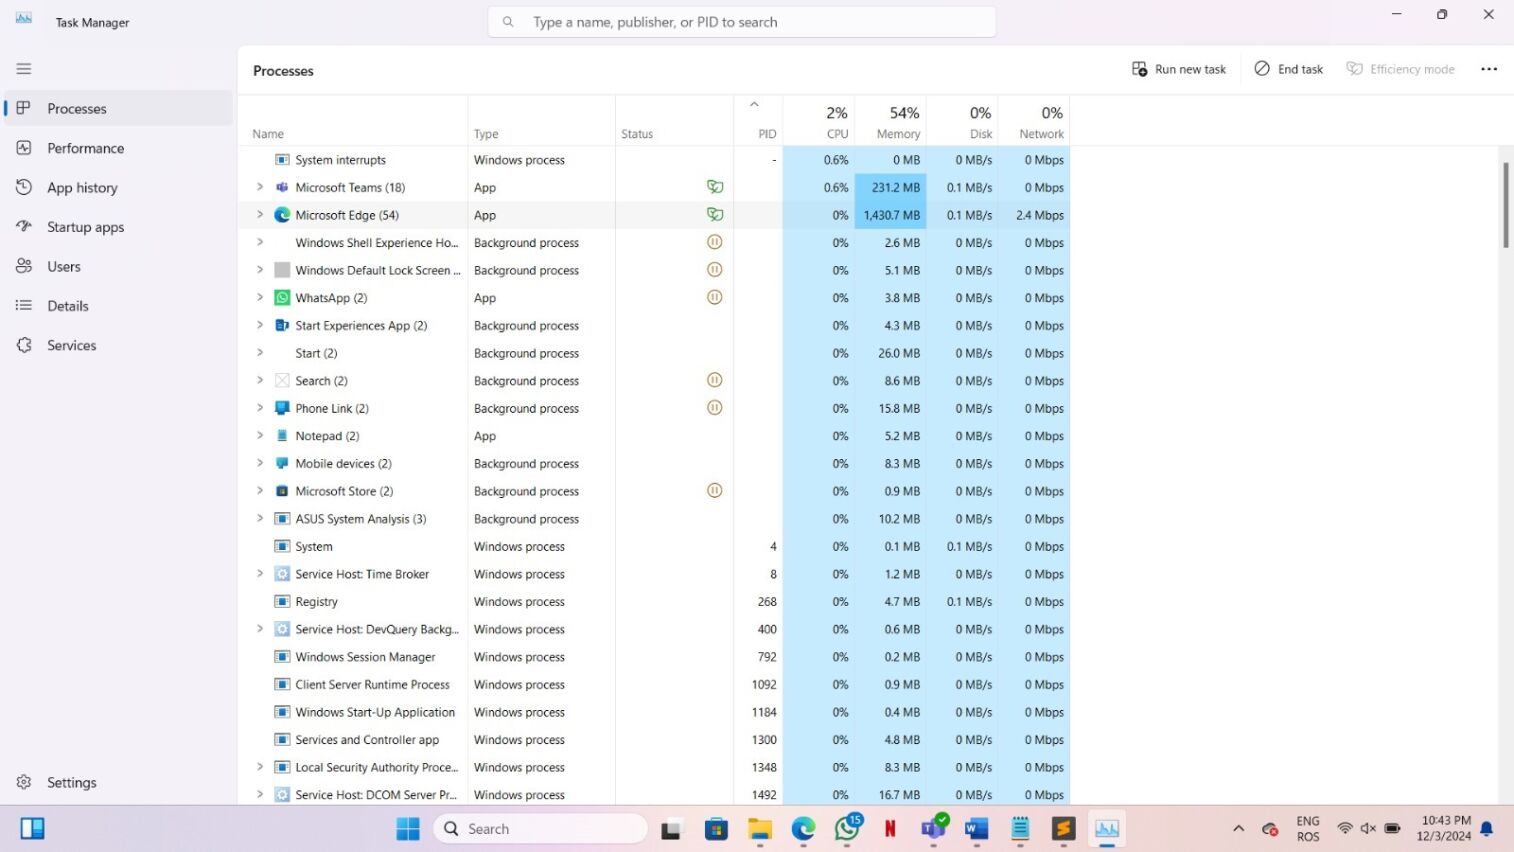 Task Manager
Type a name, publisher, or PID to search
Processes
Run new task
End task
Efficiency mode
Processes
Performance
App history
Startup apps
Users
Details
Services
Settings
2% 54% 0% 0%
Name Type Status PID CPU Memory Disk Network
System interrupts Windows process - 0.6% 0 MB 0 MB/s 0 Mbps
Microsoft Teams (18) App 0.6% 231.2 MB 0.1 MB/s 0 Mbps
Microsoft Edge (54) App 0% 1,430.7 MB 0.1 MB/s 2.4 Mbps
Windows Shell Experience Ho... Background process 0% 2.6 MB 0 MB/s 0 Mbps
Windows Default Lock Screen ... Background process 0% 5.1 MB 0 MB/s 0 Mbps
WhatsApp (2) App 0% 3.8 MB 0 MB/s 0 Mbps
Start Experiences App (2) Background process 0% 4.3 MB 0 MB/s 0 Mbps
Start (2) Background process 0% 26.0 MB 0 MB/s 0 Mbps
Search (2) Background process 0% 8.6 MB 0 MB/s 0 Mbps
Phone Link (2) Background process 0% 15.8 MB 0 MB/s 0 Mbps
Notepad (2) App 0% 5.2 MB 0 MB/s 0 Mbps
Mobile devices (2) Background process 0% 8.3 MB 0 MB/s 0 Mbps
Microsoft Store (2) Background process 0% 0.9 MB 0 MB/s 0 Mbps
ASUS System Analysis (3) Background process 0% 10.2 MB 0 MB/s 0 Mbps
System Windows process 4 0% 0.1 MB 0.1 MB/s 0 Mbps
Service Host: Time Broker Windows process 8 0% 1.2 MB 0 MB/s 0 Mbps
Registry Windows process 268 0% 4.7 MB 0.1 MB/s 0 Mbps
Service Host: DevQuery Backg... Windows process 400 0% 0.6 MB 0 MB/s 0 Mbps
Windows Session Manager Windows process 792 0% 0.2 MB 0 MB/s 0 Mbps
Client Server Runtime Process Windows process 1092 0% 0.9 MB 0 MB/s 0 Mbps
Windows Start-Up Application Windows process 1184 0% 0.4 MB 0 MB/s 0 Mbps
Services and Controller app Windows process 1300 0% 4.8 MB 0 MB/s 0 Mbps
Local Security Authority Proce... Windows process 1348 0% 8.3 MB 0 MB/s 0 Mbps
Service Host: DCOM Server Pr... Windows process 1492 0% 16.7 MB 0 MB/s 0 Mbps
Search
15
N
ENG
ROS
10:43 PM
12/3/2024